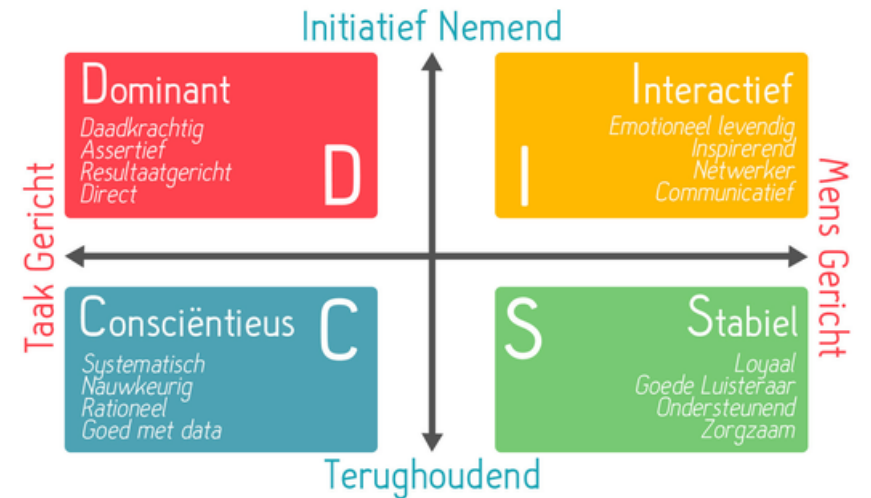 Initiatief Nemend
Dominant
Daadkrachtig
Assertief
Resultaatgericht
Direct
D
Interactief
Emotioneel levendig
Inspirerend
Netwerker
Communicatief
I
Taak Gericht
Mens Gericht
Consciëntieus
C
Systematisch
Nauwkeurig
Rationeel
Goed met data
S
Stabiel
Loyaal
Goede Luisteraar
Ondersteunend
Zorgzaam
Terughoudend